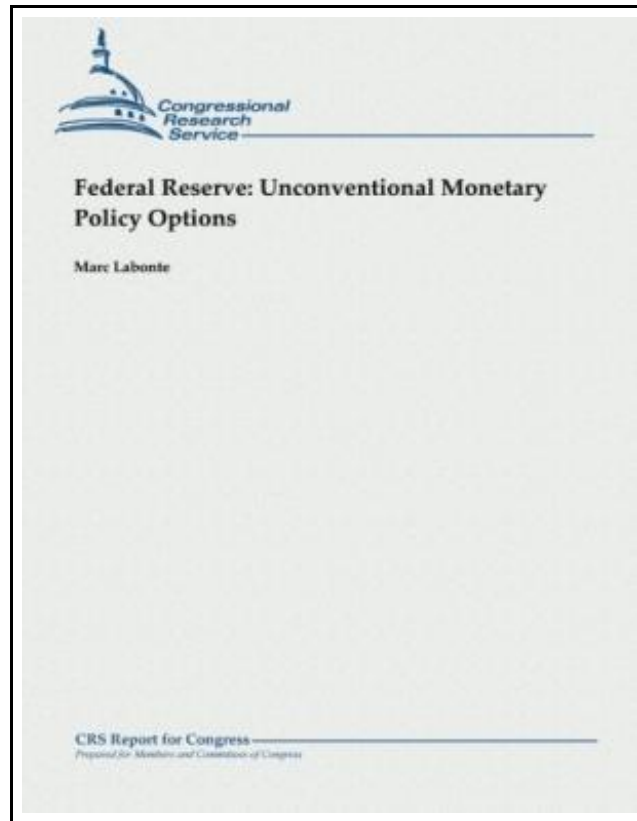 Congressional
Research
Service
Federal Reserve: Unconventional Monetary
Policy Options
Marc Labonte
CRS Report for Congress
Prepared for Members and Committees of Congress